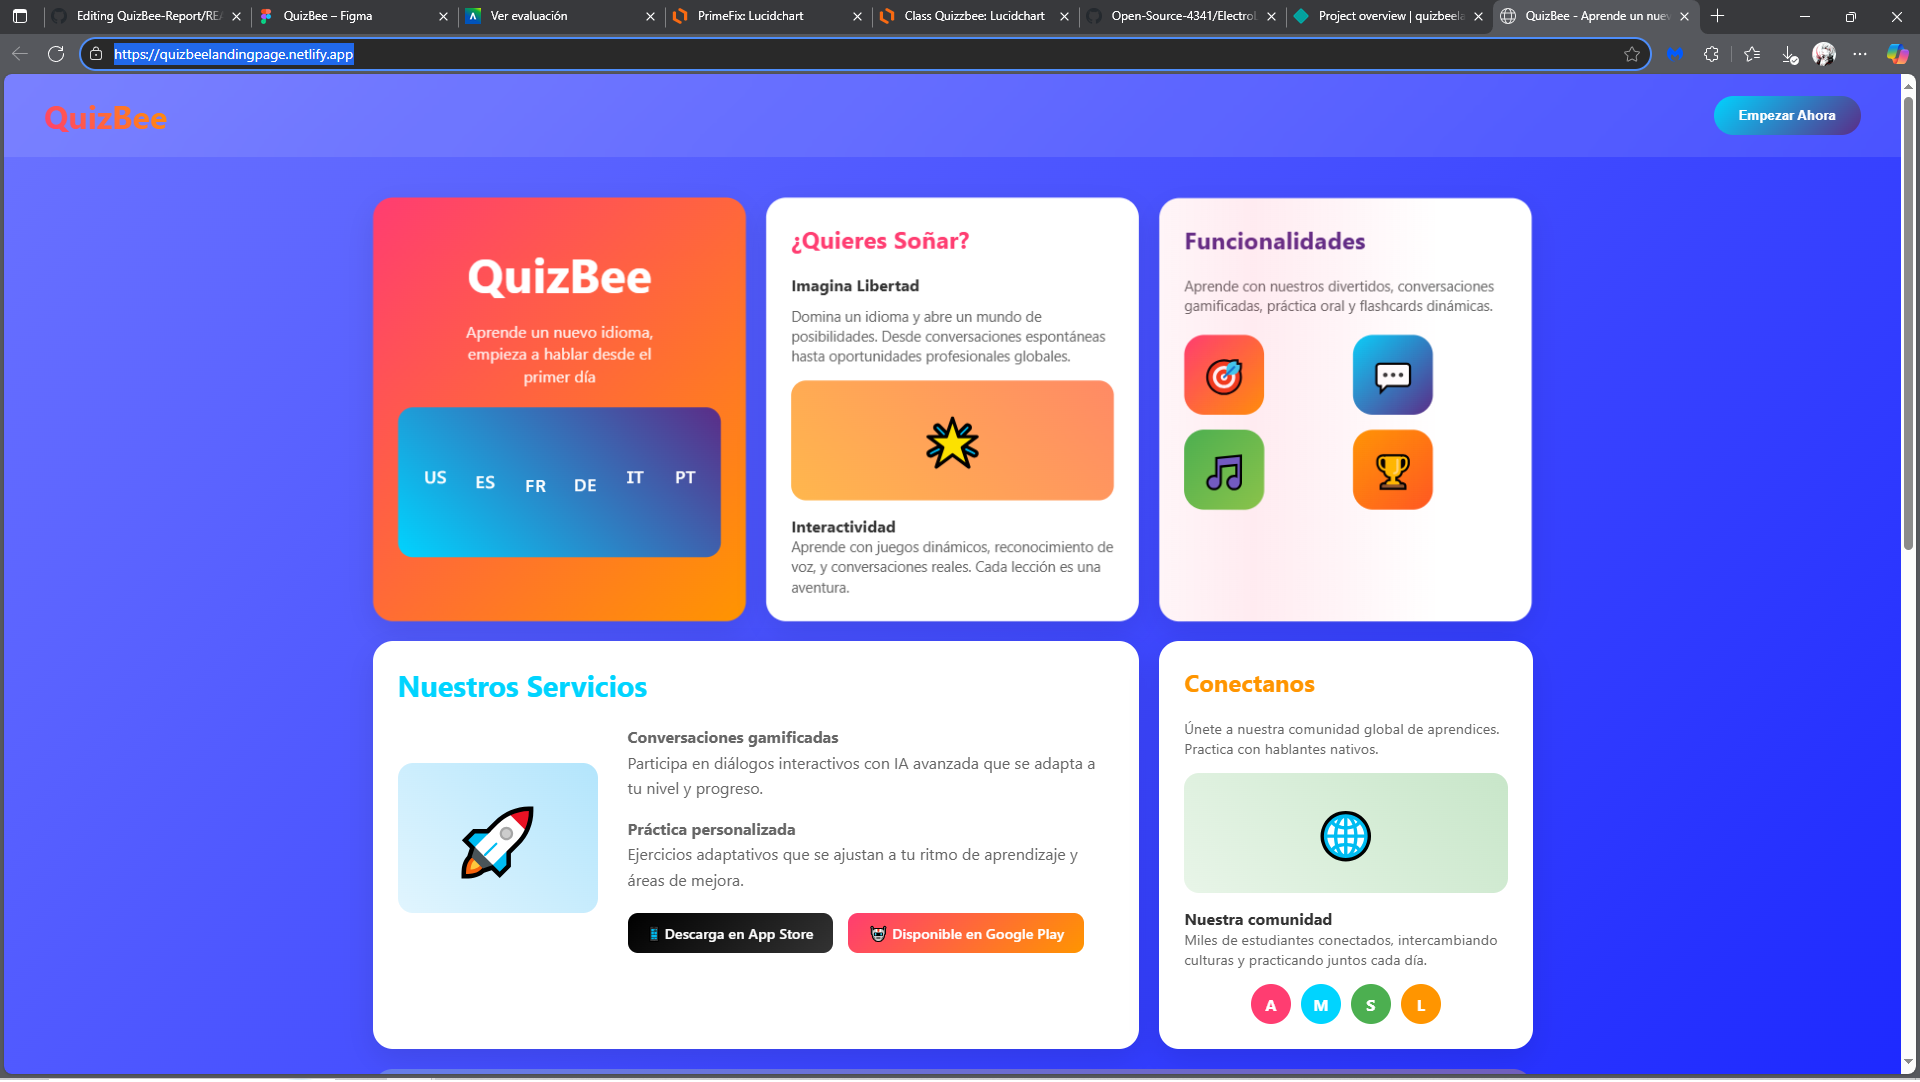 Editing QuizBee-Report/RE
QuizBee – Figma
Ver evaluación
PrimeFix: Lucidchart
Class Quizzbee: Lucidchart
Open-Source-4341/Electro
Project overview | quizbeela
QuizBee - Aprende un nuev
https://quizbeelandingpage.netlify.app
QuizBee
Empezar Ahora
QuizBee
Aprende un nuevo idioma,
empieza a hablar desde el
primer día
US
ES
FR
DE
IT
PT
¿Quieres Soñar?
Imagina Libertad
Domina un idioma y abre un mundo de
posibilidades. Desde conversaciones espontáneas
hasta oportunidades profesionales globales.
Interactividad
Aprende con juegos dinámicos, reconocimiento de
voz, y conversaciones reales. Cada lección es una
aventura.
Funcionalidades
Aprende con nuestros divertidos, conversaciones
gamificadas, práctica oral y flashcards dinámicas.
Nuestros Servicios
Conversaciones gamificadas
Participa en diálogos interactivos con IA avanzada que se adapta a
tu nivel y progreso.
Práctica personalizada
Ejercicios adaptativos que se ajustan a tu ritmo de aprendizaje y
áreas de mejora.
Descarga en App Store
Disponible en Google Play
Conectanos
Únete a nuestra comunidad global de aprendices.
Practica con hablantes nativos.
Nuestra comunidad
Miles de estudiantes conectados, intercambiando
culturas y practicando juntos cada día.
A
M
S
L